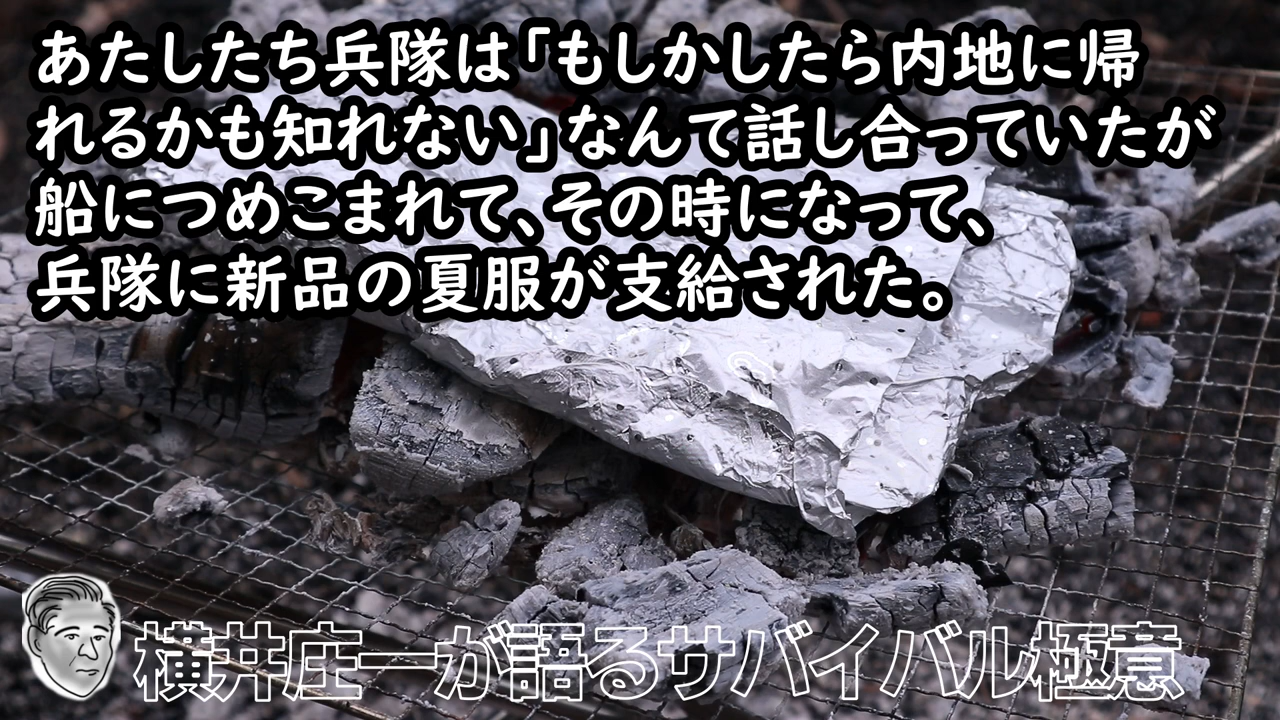 あたしたち兵隊は「もしかしたら内地に帰
れるかも知れない」なんて話し合っていたが
船につめこまれて、その時になって、
兵隊に新品の夏服が支給された。
横井庄一が語るサバイバル極意